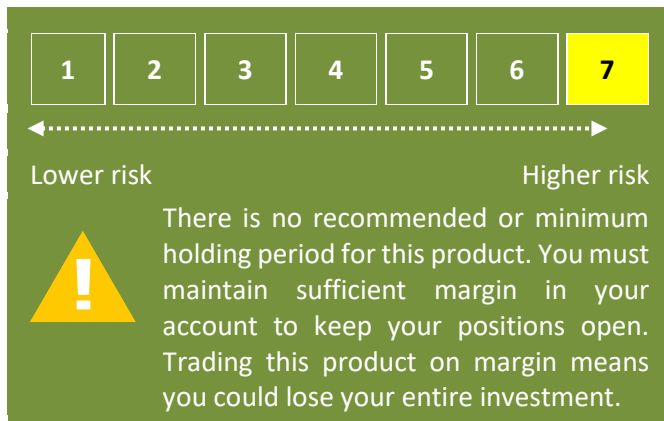 1 2 3 4 5 6 7
Lower risk Higher risk
There is no recommended or minimum
holding period for this product. You must
maintain sufficient margin in your
account to keep your positions open.
Trading this product on margin means
you could lose your entire investment.